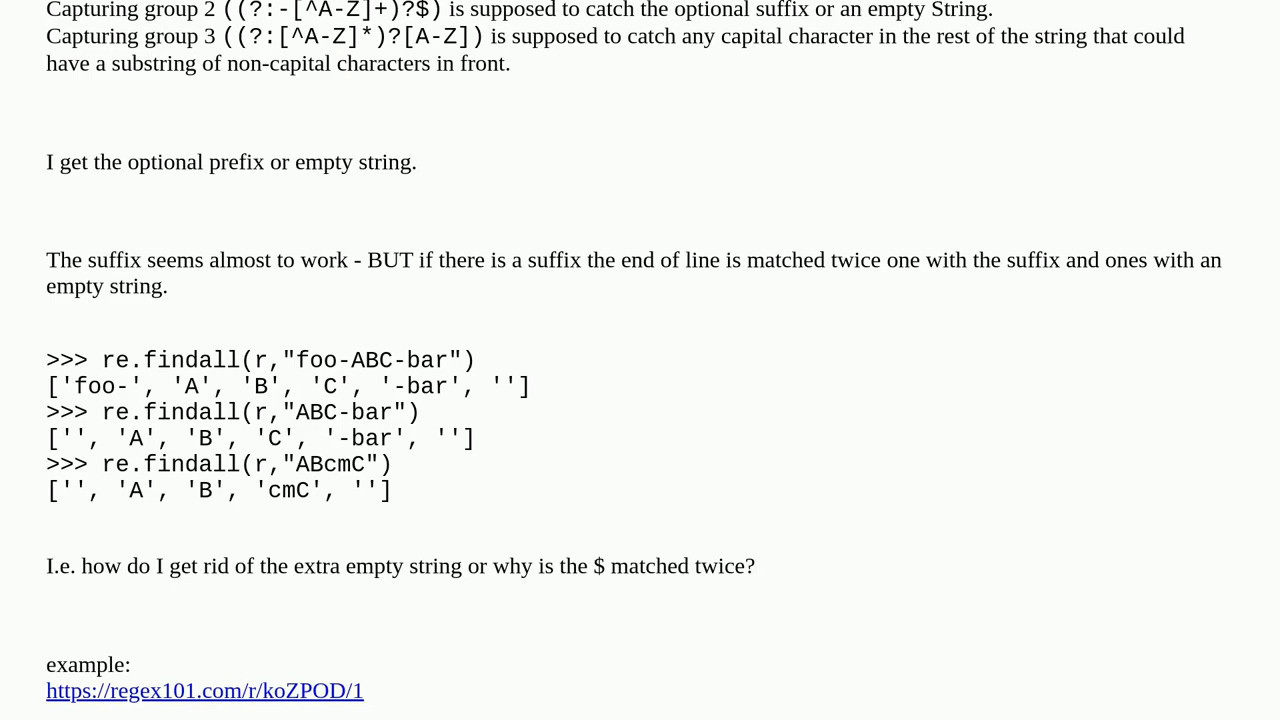 Capturing group 2 ((?:-[^A-Z]+)?$) is supposed to catch the optional suffix or an empty String.
Capturing group 3 ((?:[^A-Z]*)?[A-Z]) is supposed to catch any capital character in the rest of the string that could
have a substring of non-capital characters in front.
I get the optional prefix or empty string.
The suffix seems almost to work - BUT if there is a suffix the end of line is matched twice one with the suffix and ones with an
empty string.
>>> re.findall(r,"foo-ABC-bar")
['foo-', 'A', 'B', 'C', '-bar', '']
>>> re.findall(r,"ABC-bar")
['', 'A', 'B', 'C', '-bar', '']
>>> re.findall(r,"ABcmC")
['', 'A', 'B', 'cmC', '']
I.e. how do I get rid of the extra empty string or why is the $ matched twice?
example:
https://regex101.com/r/koZPOD/1